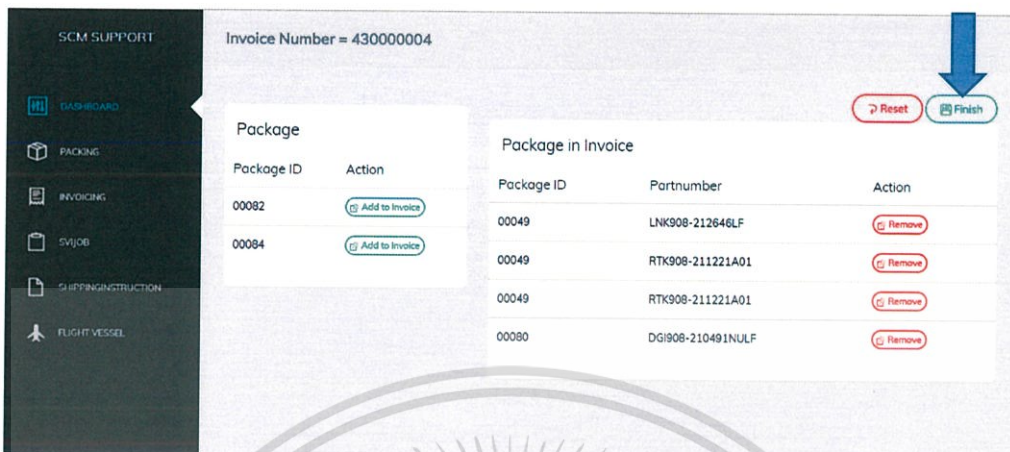 SCM SUPPORT
Invoice Number = 430000004
DASHBOARD
PACKING
INVOICING
SVIJOB
SHIPPINGINSTRUCTION
FLIGHT VESSEL
Reset
Finish
Package
Package ID Action
00082 Add to Invoice
00084 Add to Invoice
Package in Invoice
Package ID Partnumber Action
00049 LNK908-212646LF Remove
00049 RTK908-211221A01 Remove
00049 RTK908-211221A01 Remove
00080 DGI908-210491NULF Remove